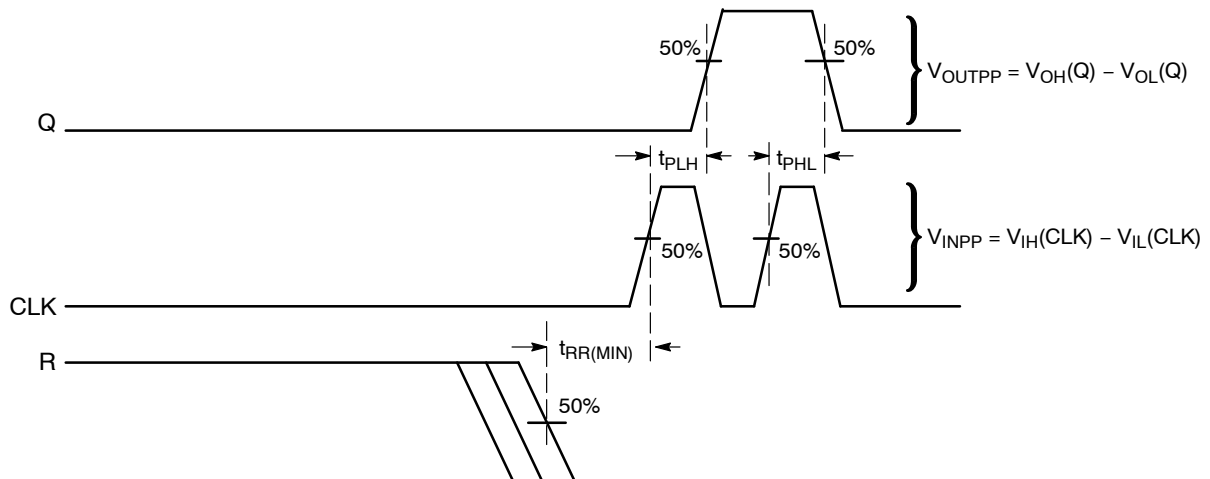 50%
50%
V_OUTPP = V_OH(Q) – V_OL(Q)
Q
t_PLH
t_PHL
V_INPP = V_IH(CLK) – V_IL(CLK)
50%
50%
CLK
R
t_RR(MIN)
50%